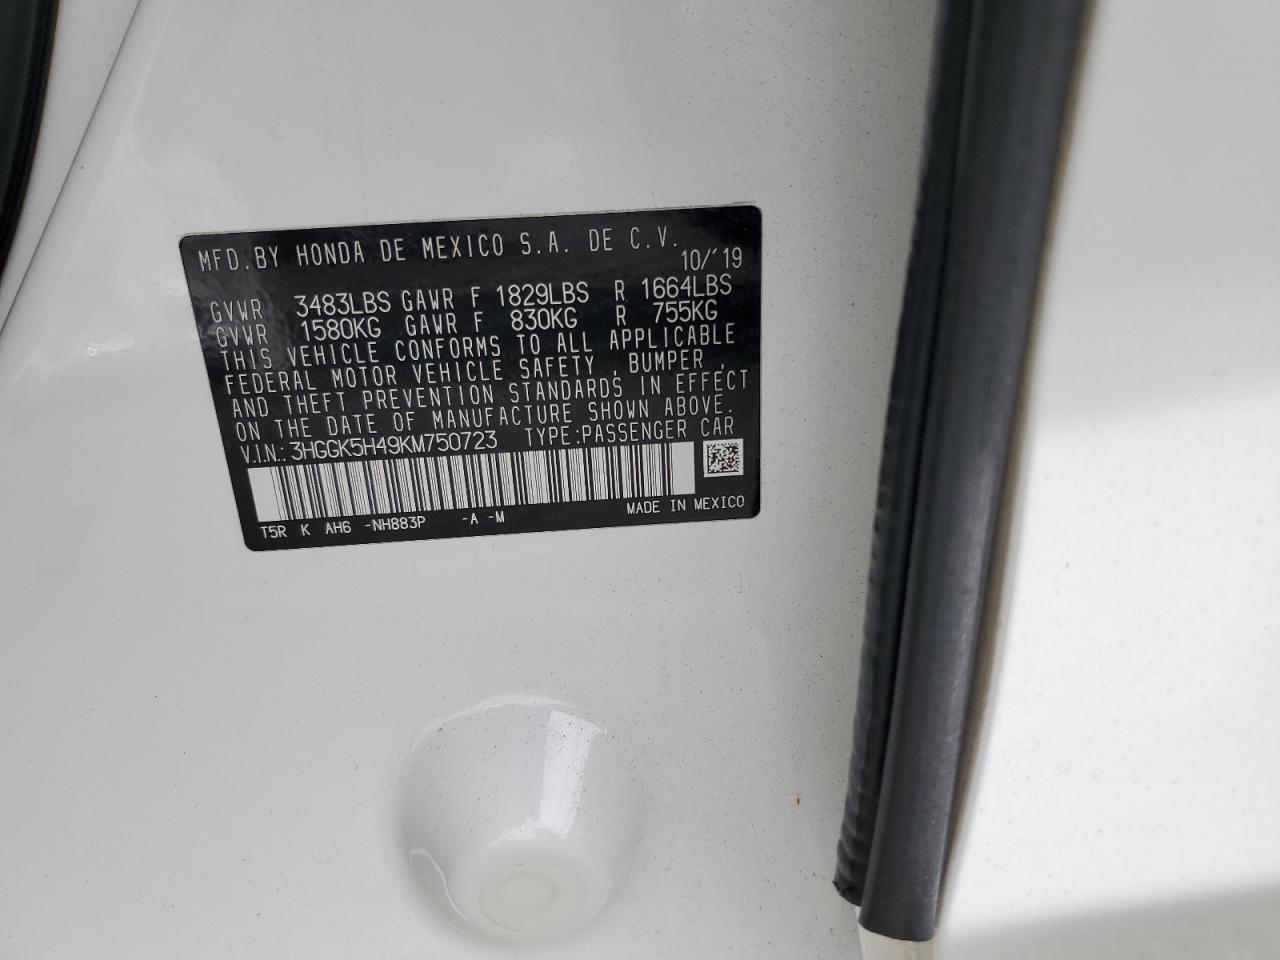 MFD.BY HONDA DE MEXICO S.A. DE C.V.
10/'19
GVWR 3483LBS GAWR F 1829LBS R 1664LBS
GVWR 1580KG GAWR F 830KG R 755KG
THIS VEHICLE CONFORMS TO ALL APPLICABLE
FEDERAL MOTOR VEHICLE SAFETY , BUMPER ,
AND THEFT PREVENTION STANDARDS IN EFFECT
ON THE DATE OF MANUFACTURE SHOWN ABOVE.
V.I.N.: 3HGGK5H49KM750723 TYPE:PASSENGER CAR
T5R K AH6 -NH883P -A -M MADE IN MEXICO